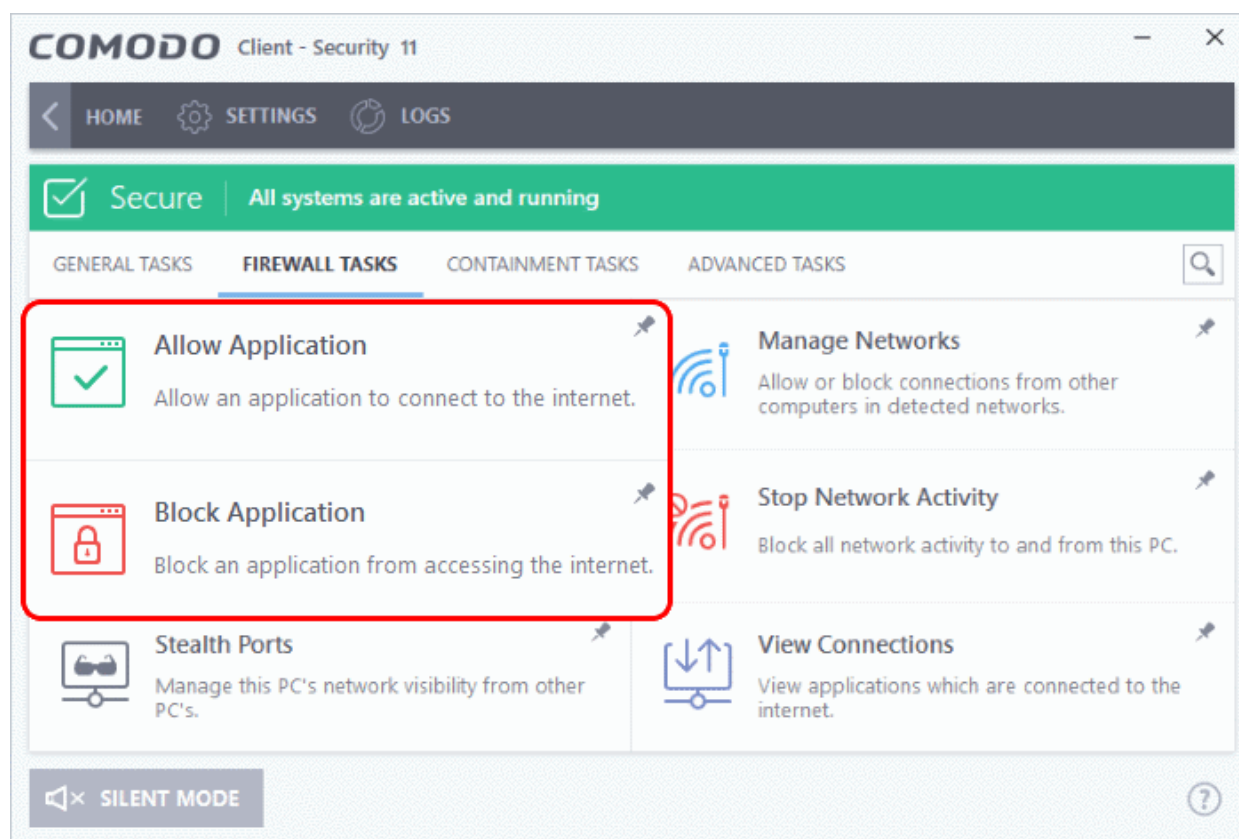 COMODO Client - Security 11
HOME SETTINGS LOGS
Secure All systems are active and running
GENERAL TASKS FIREWALL TASKS CONTAINMENT TASKS ADVANCED TASKS
Allow Application
Allow an application to connect to the internet.
Manage Networks
Allow or block connections from other
computers in detected networks.
Block Application
Block an application from accessing the internet.
Stop Network Activity
Block all network activity to and from this PC.
Stealth Ports
Manage this PC's network visibility from other
PC's.
View Connections
View applications which are connected to the
internet.
SILENT MODE
?